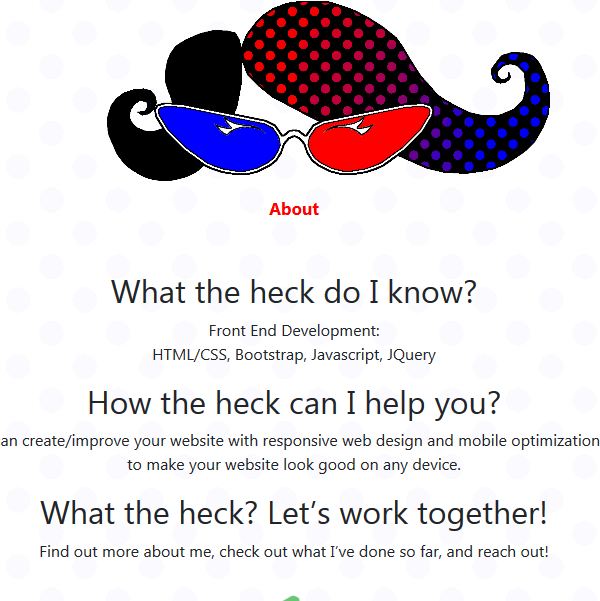 About
What the heck do I know?
Front End Development:
HTML/CSS, Bootstrap, Javascript, JQuery
How the heck can I help you?
an create/improve your website with responsive web design and mobile optimization
to make your website look good on any device.
What the heck? Let’s work together!
Find out more about me, check out what I’ve done so far, and reach out!